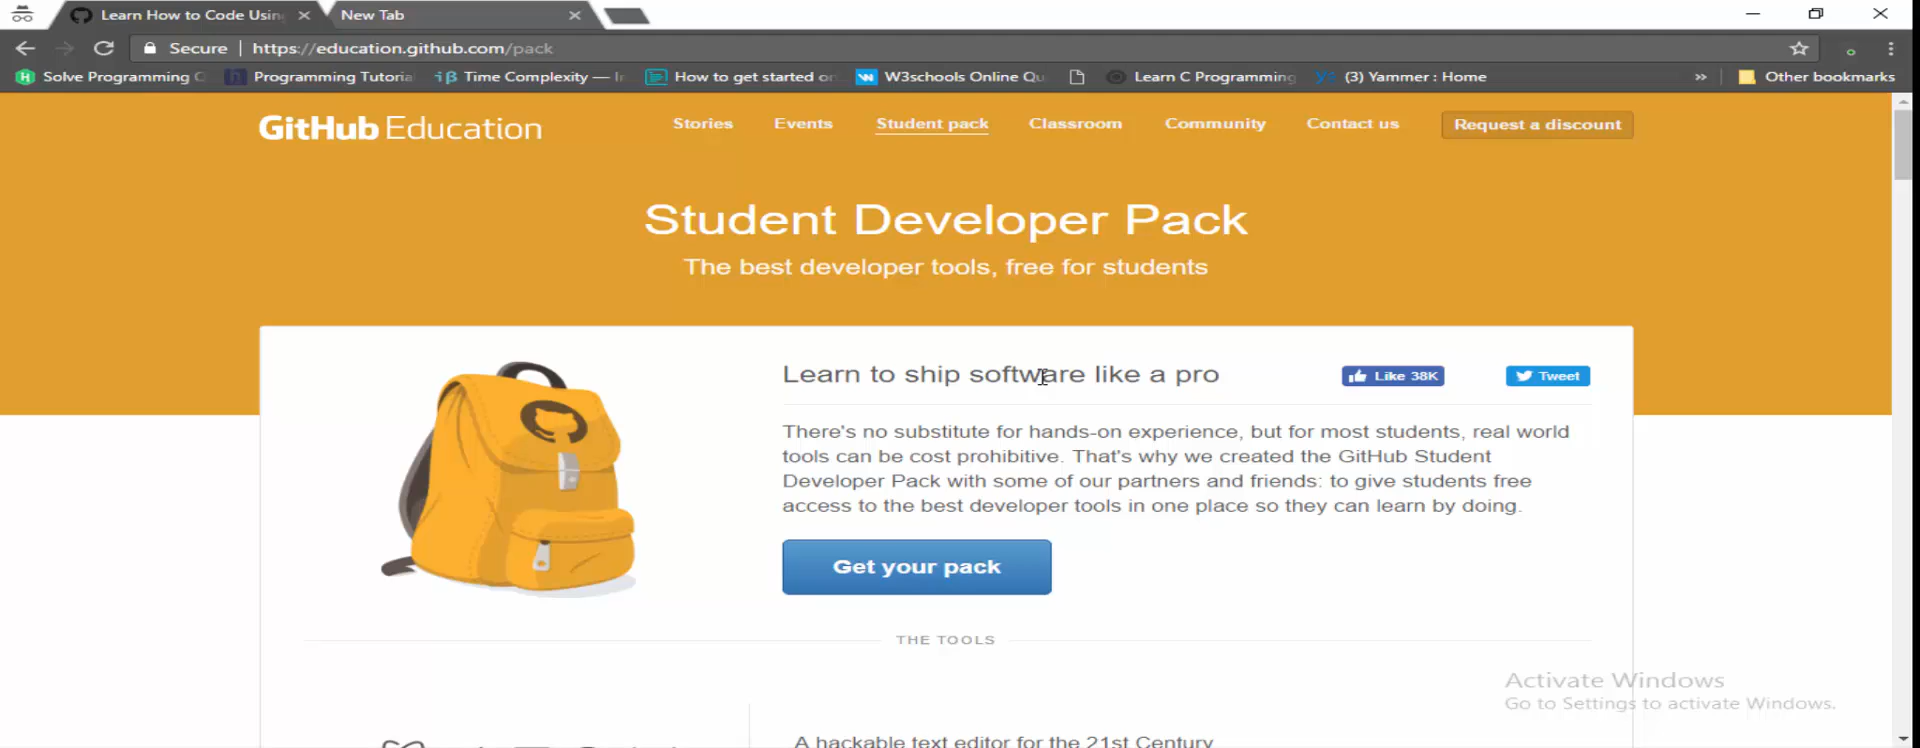 Learn How to Code Usin
New Tab
Secure
https://education.github.com/pack
Solve Programming
Programming Tutoria
Time Complexity —
How to get started o
W3schools Online Qu
Learn C Programming
(3) Yammer : Home
»
Other bookmarks
GitHub Education
Stories
Events
Student pack
Classroom
Community
Contact us
Request a discount
Student Developer Pack
The best developer tools, free for students
Learn to ship software like a pro
Like 38K
Tweet
There's no substitute for hands-on experience, but for most students, real world
tools can be cost prohibitive. That's why we created the GitHub Student
Developer Pack with some of our partners and friends: to give students free
access to the best developer tools in one place so they can learn by doing.
Get your pack
THE TOOLS
Activate Windows
Go to Settings to activate Windows.
A hackable text editor for the 21st Century